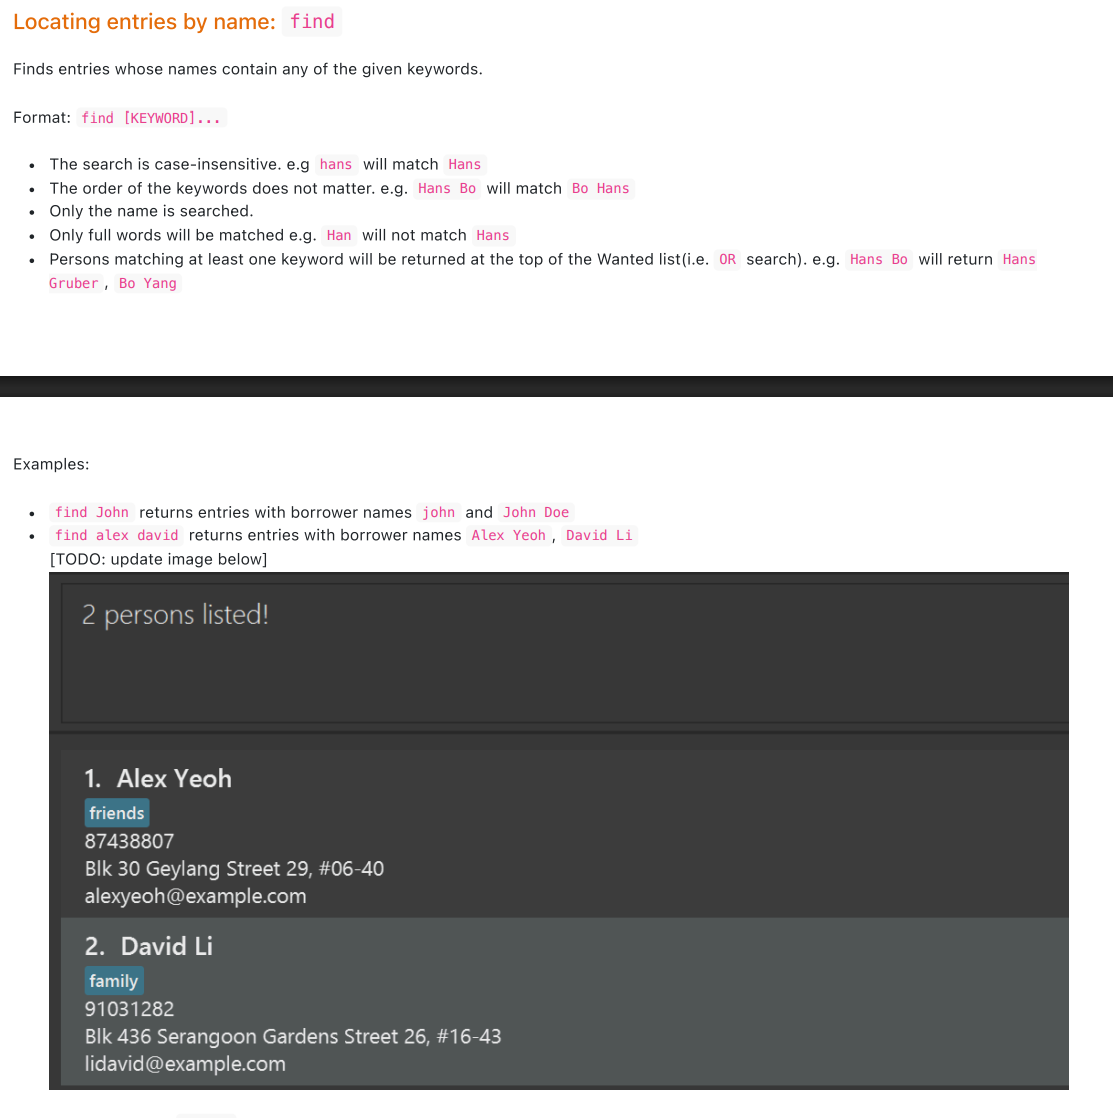 Locating entries by name: find
Finds entries whose names contain any of the given keywords.
Format: find [KEYWORD]...
• The search is case-insensitive. e.g hans will match Hans
• The order of the keywords does not matter. e.g. Hans Bo will match Bo Hans
• Only the name is searched.
• Only full words will be matched e.g. Han will not match Hans
• Persons matching at least one keyword will be returned at the top of the Wanted list(i.e. OR search). e.g. Hans Bo will return Hans
Gruber , Bo Yang
Examples:
• find John returns entries with borrower names john and John Doe
• find alex david returns entries with borrower names Alex Yeoh , David Li
[TODO: update image below]
2 persons listed!
1. Alex Yeoh
friends
87438807
Blk 30 Geylang Street 29, #06-40
alexyeoh@example.com
2. David Li
family
91031282
Blk 436 Serangoon Gardens Street 26, #16-43
lidavid@example.com